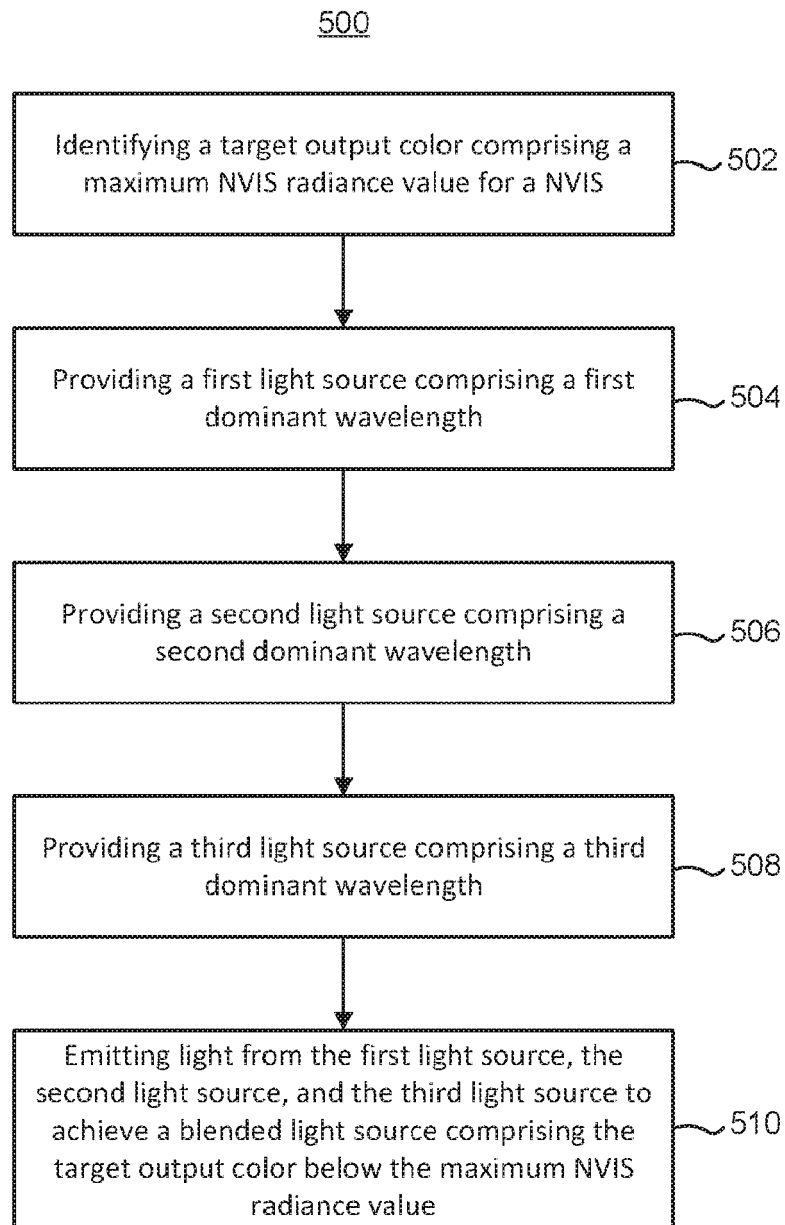 500
Identifying a target output color comprising a
maximum NVIS radiance value for a NVIS
502
Providing a first light source comprising a first
dominant wavelength
504
Providing a second light source comprising a
second dominant wavelength
506
Providing a third light source comprising a third
dominant wavelength
508
Emitting light from the first light source, the
second light source, and the third light source to
achieve a blended light source comprising the
target output color below the maximum NVIS
radiance value
510